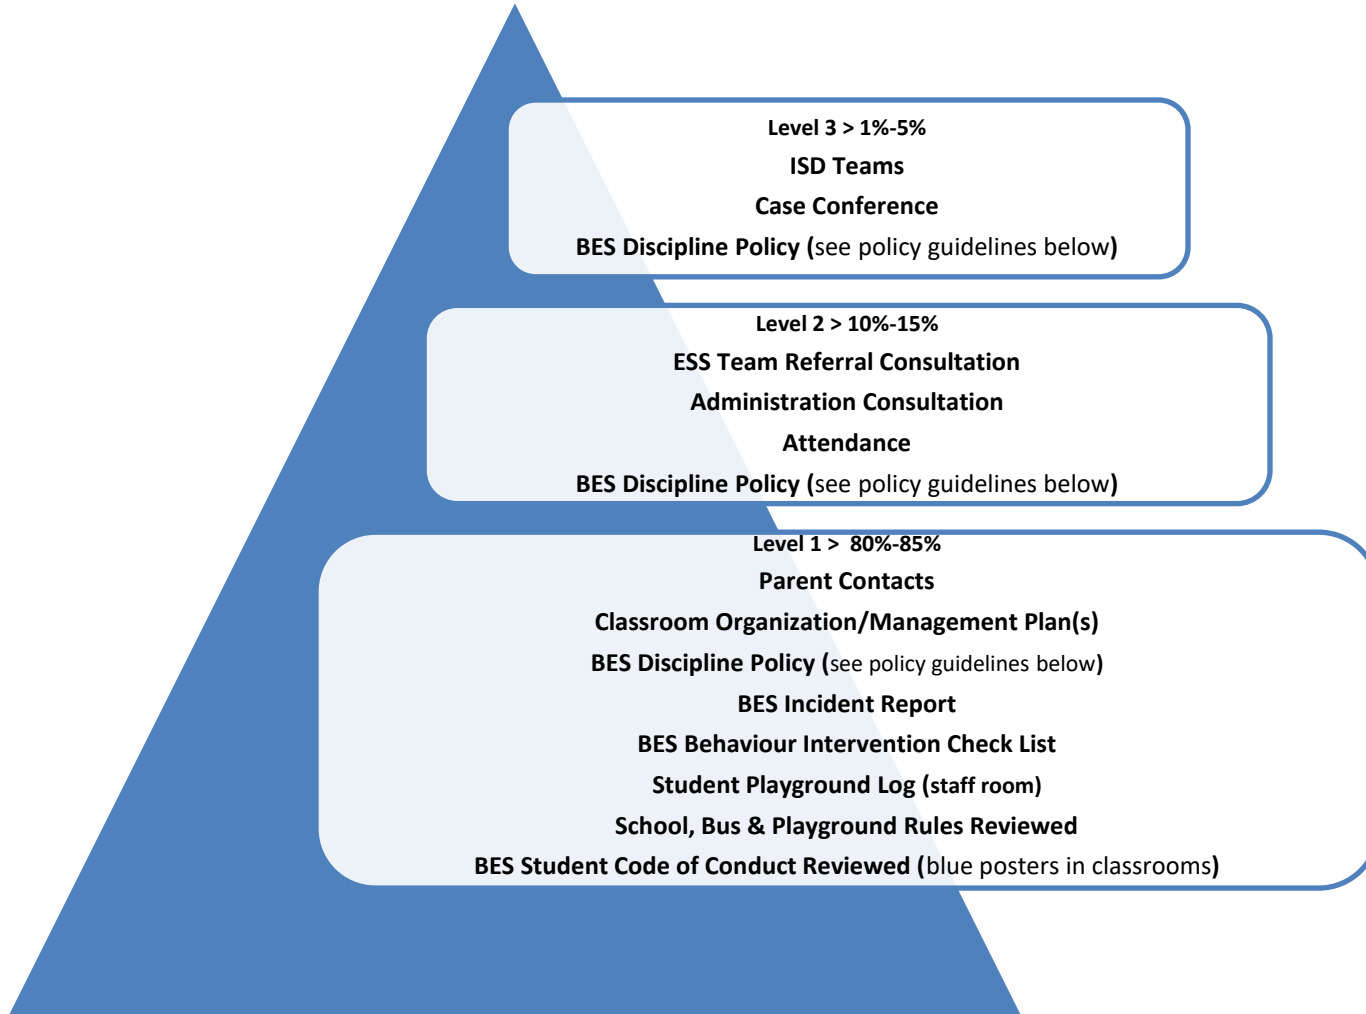 Level 3 > 1%-5%
ISD Teams
Case Conference
BES Discipline Policy (see policy guidelines below)
Level 2 > 10%-15%
ESS Team Referral Consultation
Administration Consultation
Attendance
BES Discipline Policy (see policy guidelines below)
Level 1 >  80%-85%
Parent Contacts
Classroom Organization/Management Plan(s)
BES Discipline Policy (see policy guidelines below)
BES Incident Report
BES Behaviour Intervention Check List
Student Playground Log (staff room)
School, Bus & Playground Rules Reviewed
BES Student Code of Conduct Reviewed (blue posters in classrooms)